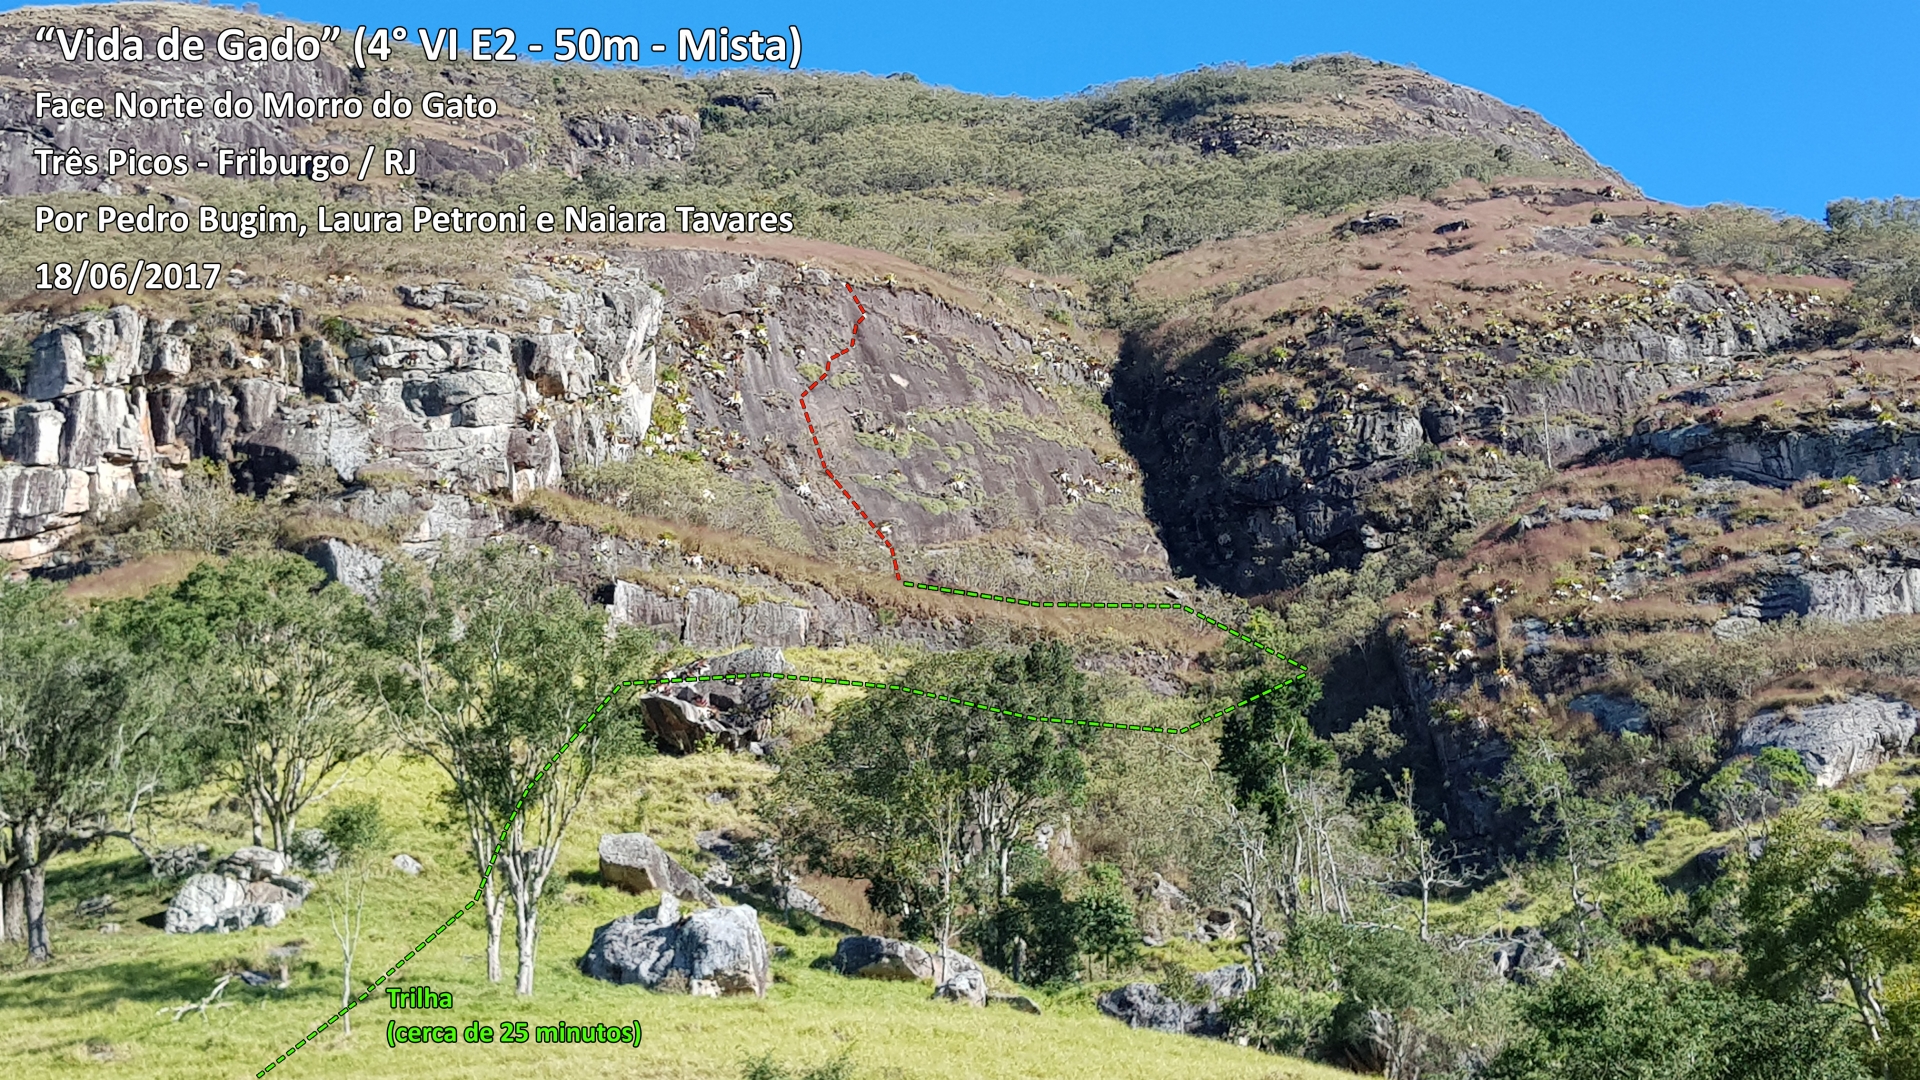 “Vida de Gado” (4° VI E2 - 50m - Mista)
Face Norte do Morro do Gato
Três Picos - Friburgo / RJ
Por Pedro Bugim, Laura Petroni e Naiara Tavares
18/06/2017
Trilha
(cerca de 25 minutos)